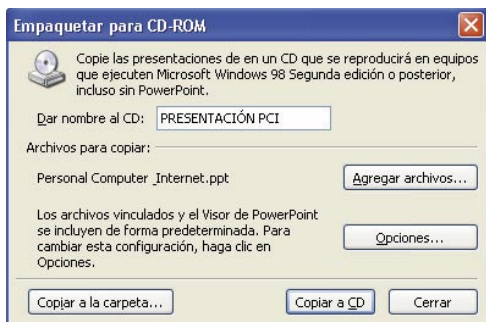 Empaquetar para CD-ROM
Copie las presentaciones de en un CD que se reproducirá en equipos
que ejecuten Microsoft Windows 98 Segunda edición o posterior,
incluso sin PowerPoint.
Dar nombre al CD: PRESENTACIÓN PCI
Archivos para copiar:
Personal Computer _Internet.ppt Agregar archivos...
Los archivos vinculados y el Visor de PowerPoint
se incluyen de forma predeterminada. Para
cambiar esta configuración, haga clic en
Opciones.
Opciones...
Copiar a la carpeta... Copiar a CD Cerrar